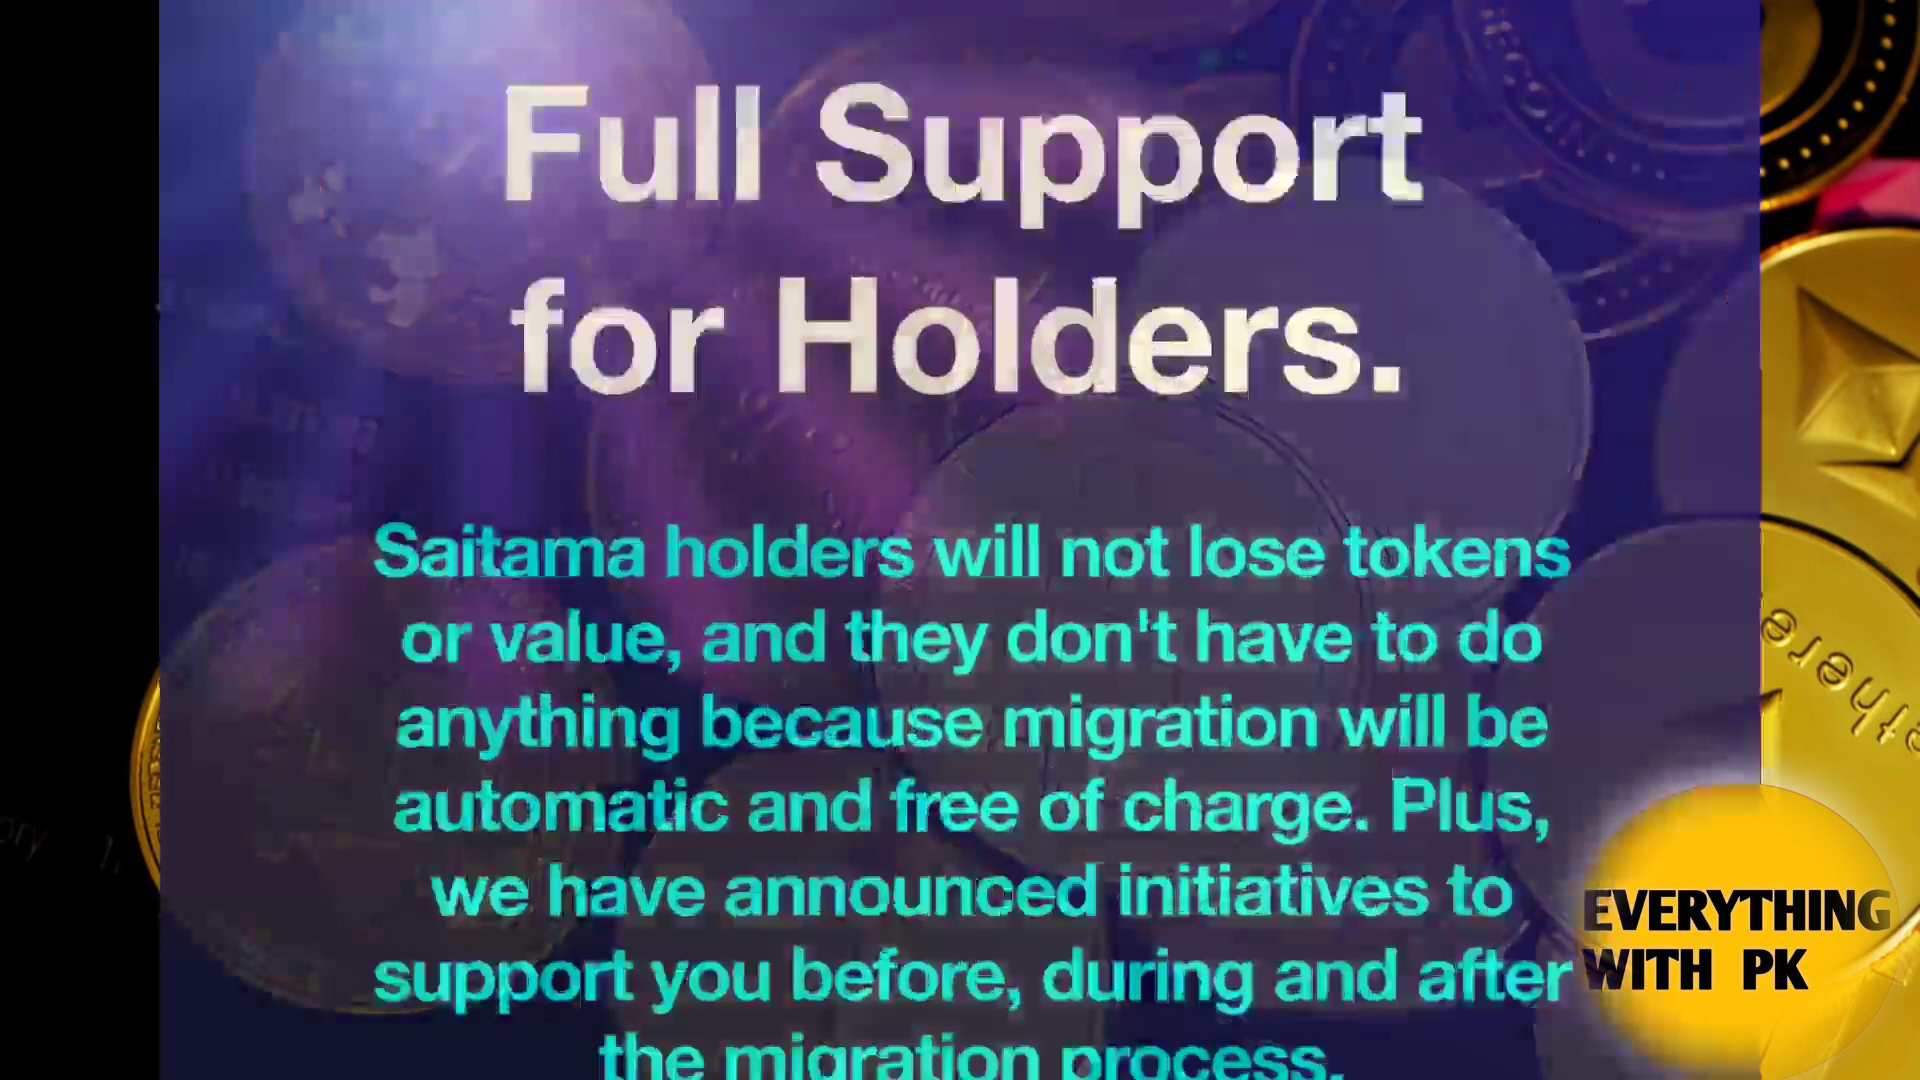 Full Support
for Holders.
Saitama holders will not lose tokens
or value, and they don't have to do
anything because migration will be
automatic and free of charge. Plus,
we have announced initiatives to
support you before, during and after
the migration process.
EVERYTHING
WITH PK